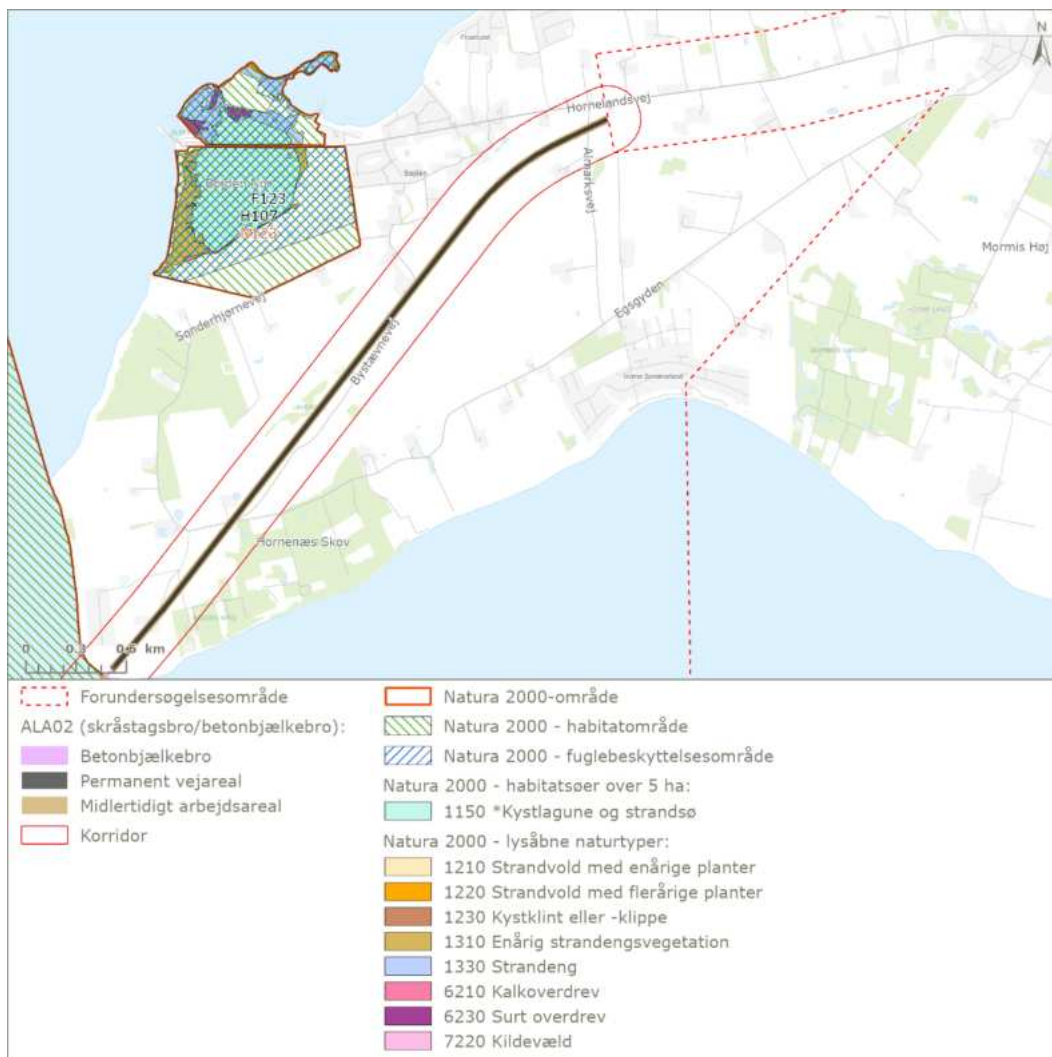 N
Hornelandsvej
Almarksvej
F123
H107
Mormis Høj
Sønderhjørnevej
Egsgyden
Bystævnevej
Hornenæs Skov
0 0.3 0.6 km
Forundersøgelsesområde
ALA02 (skråstagsbro/betonbjælkebro):
Betonbjælkebro
Permanent vejareal
Midlertidigt arbejdsareal
Korridor
Natura 2000-område
Natura 2000 - habitatområde
Natura 2000 - fuglebeskyttelsesområde
Natura 2000 - habitatsøer over 5 ha:
1150 *Kystlagune og strandsø
Natura 2000 - lysåbne naturtyper:
1210 Strandvold med enårige planter
1220 Strandvold med flerårige planter
1230 Kystklint eller -klippe
1310 Enårig strandengsvegetation
1330 Strandeng
6210 Kalkoverdrev
6230 Surt overdrev
7220 Kildevæld